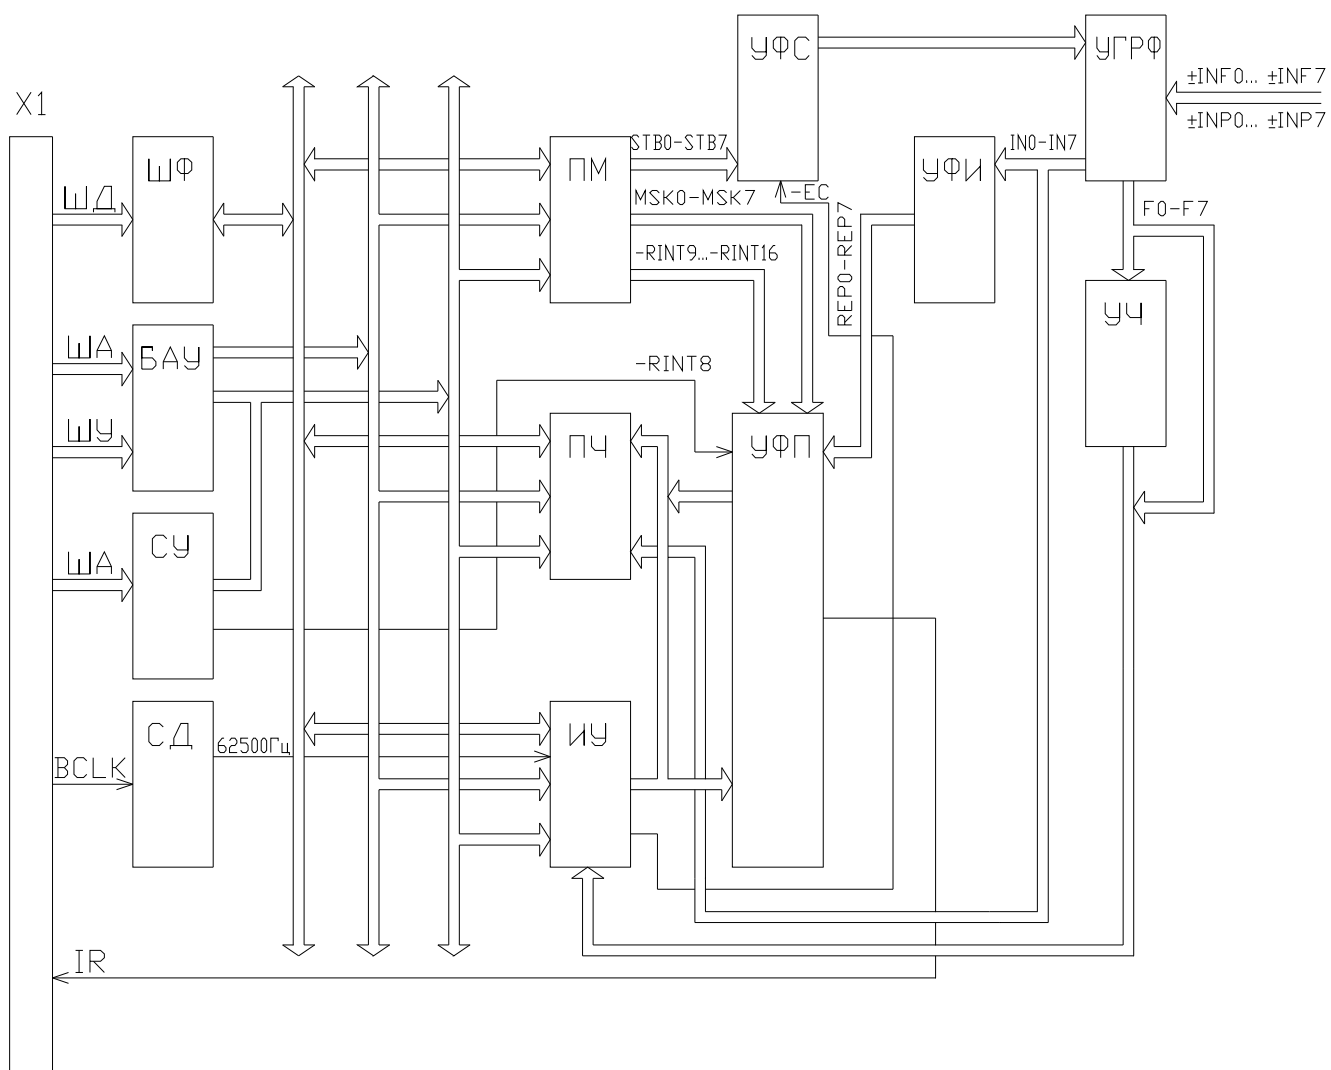 УФС
УГРФ
±INF0... ±INF7
±INP0... ±INP7
X1
ШФ
ПМ
STB0-STB7
УФИ
IN0-IN7
ШД
MSK0-MSK7
-EC
F0-F7
-RINT9...-RINT16
REP0-REP7
УЧ
ША
БАУ
-RINT8
ШУ
ПЧ
УФП
СУ
ША
СД
62500Гц
ИУ
BCLK
IR